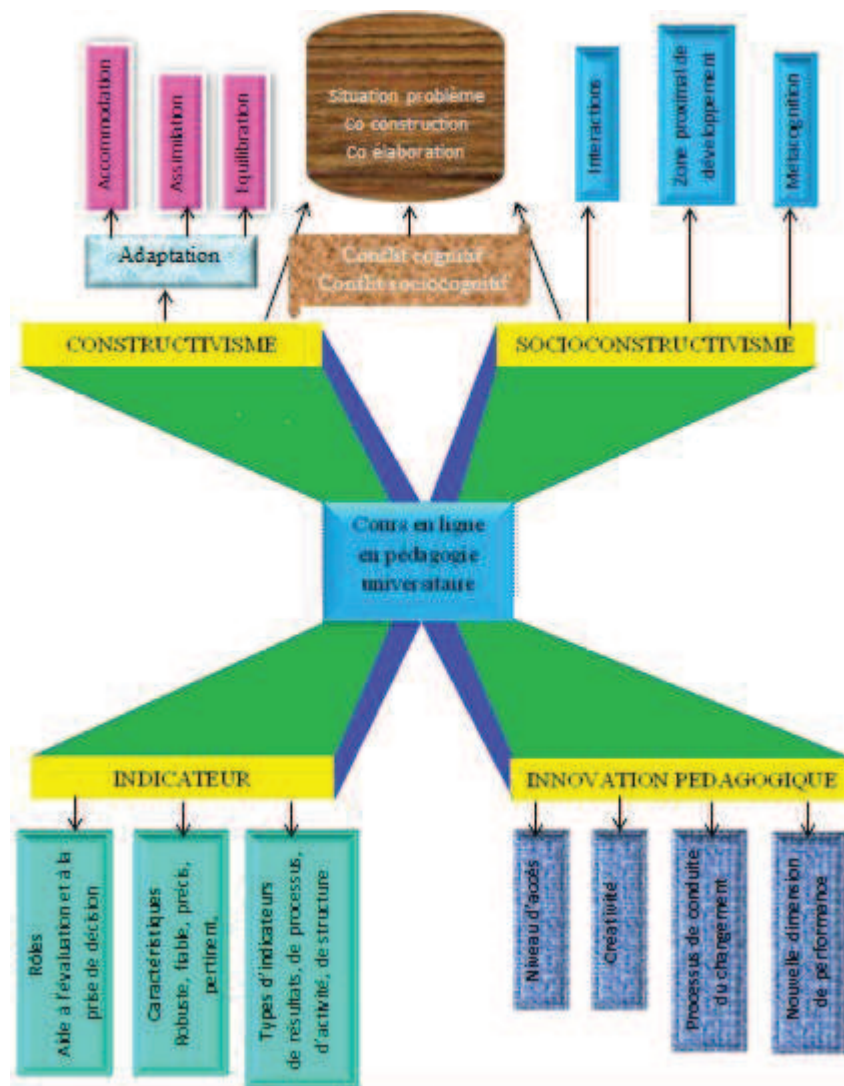 Accommodation
Assimilation
Equilibration
Situation problème
Co construction
Co élaboration
Interactions
Zone proximal de
développement
Métacognition
Adaptation
Conflit cognitif
Conflit sociocognitif
CONSTRUCTIVISME
SOCIOCONSTRUCTIVISME
Cours en ligne
en pédagogie
universitaire
INDICATEUR
INNOVATION PEDAGOGIQUE
Rôles
Aide à l'évaluation et à la
prise de décision
Caractéristiques
Robuste, fiable, précis,
pertinent,
Types d'indicateurs
de résultats, de processus,
d'activité, de structure
Niveau d'accès
Créativité
Processus de conduite
du changement
Nouvelle dimension
de performance